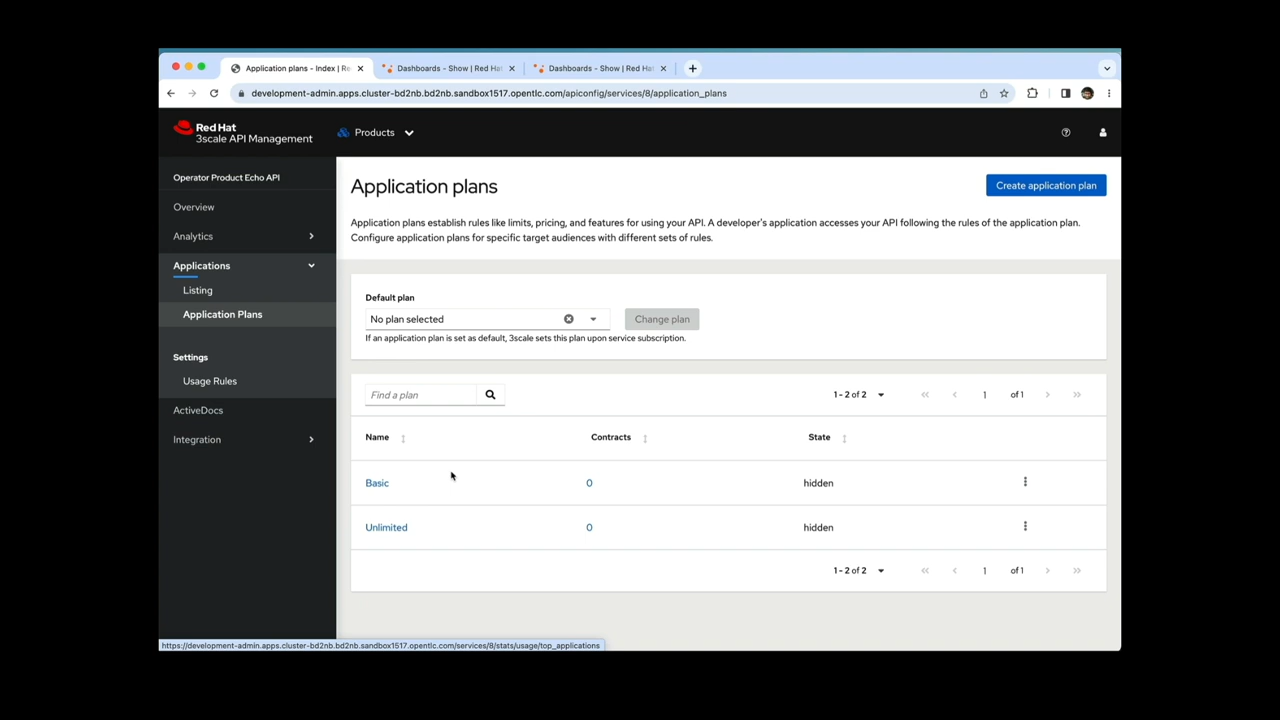 Application plans - Index | Re
Dashboards - Show | Red Ha
Dashboards - Show | Red Ha
development-admin.apps.cluster-bd2nb.bd2nb.sandbox1517.opentlc.com/apiconfig/services/8/application_plans
Red Hat
3scale API Management
Products
Operator Product Echo API
Overview
Analytics
Applications
Listing
Application Plans
Settings
Usage Rules
ActiveDocs
Integration
Application plans
Create application plan
Application plans establish rules like limits, pricing, and features for using your API. A developer's application accesses your API following the rules of the application plan.
Configure application plans for specific target audiences with different sets of rules.
Default plan
No plan selected
Change plan
If an application plan is set as default, 3scale sets this plan upon service subscription.
Find a plan
1 - 2 of 2
1 of 1
Name Contracts State
Basic 0 hidden
Unlimited 0 hidden
1 - 2 of 2
1 of 1
https://development-admin.apps.cluster-bd2nb.bd2nb.sandbox1517.opentlc.com/services/8/stats/usage/top_applications